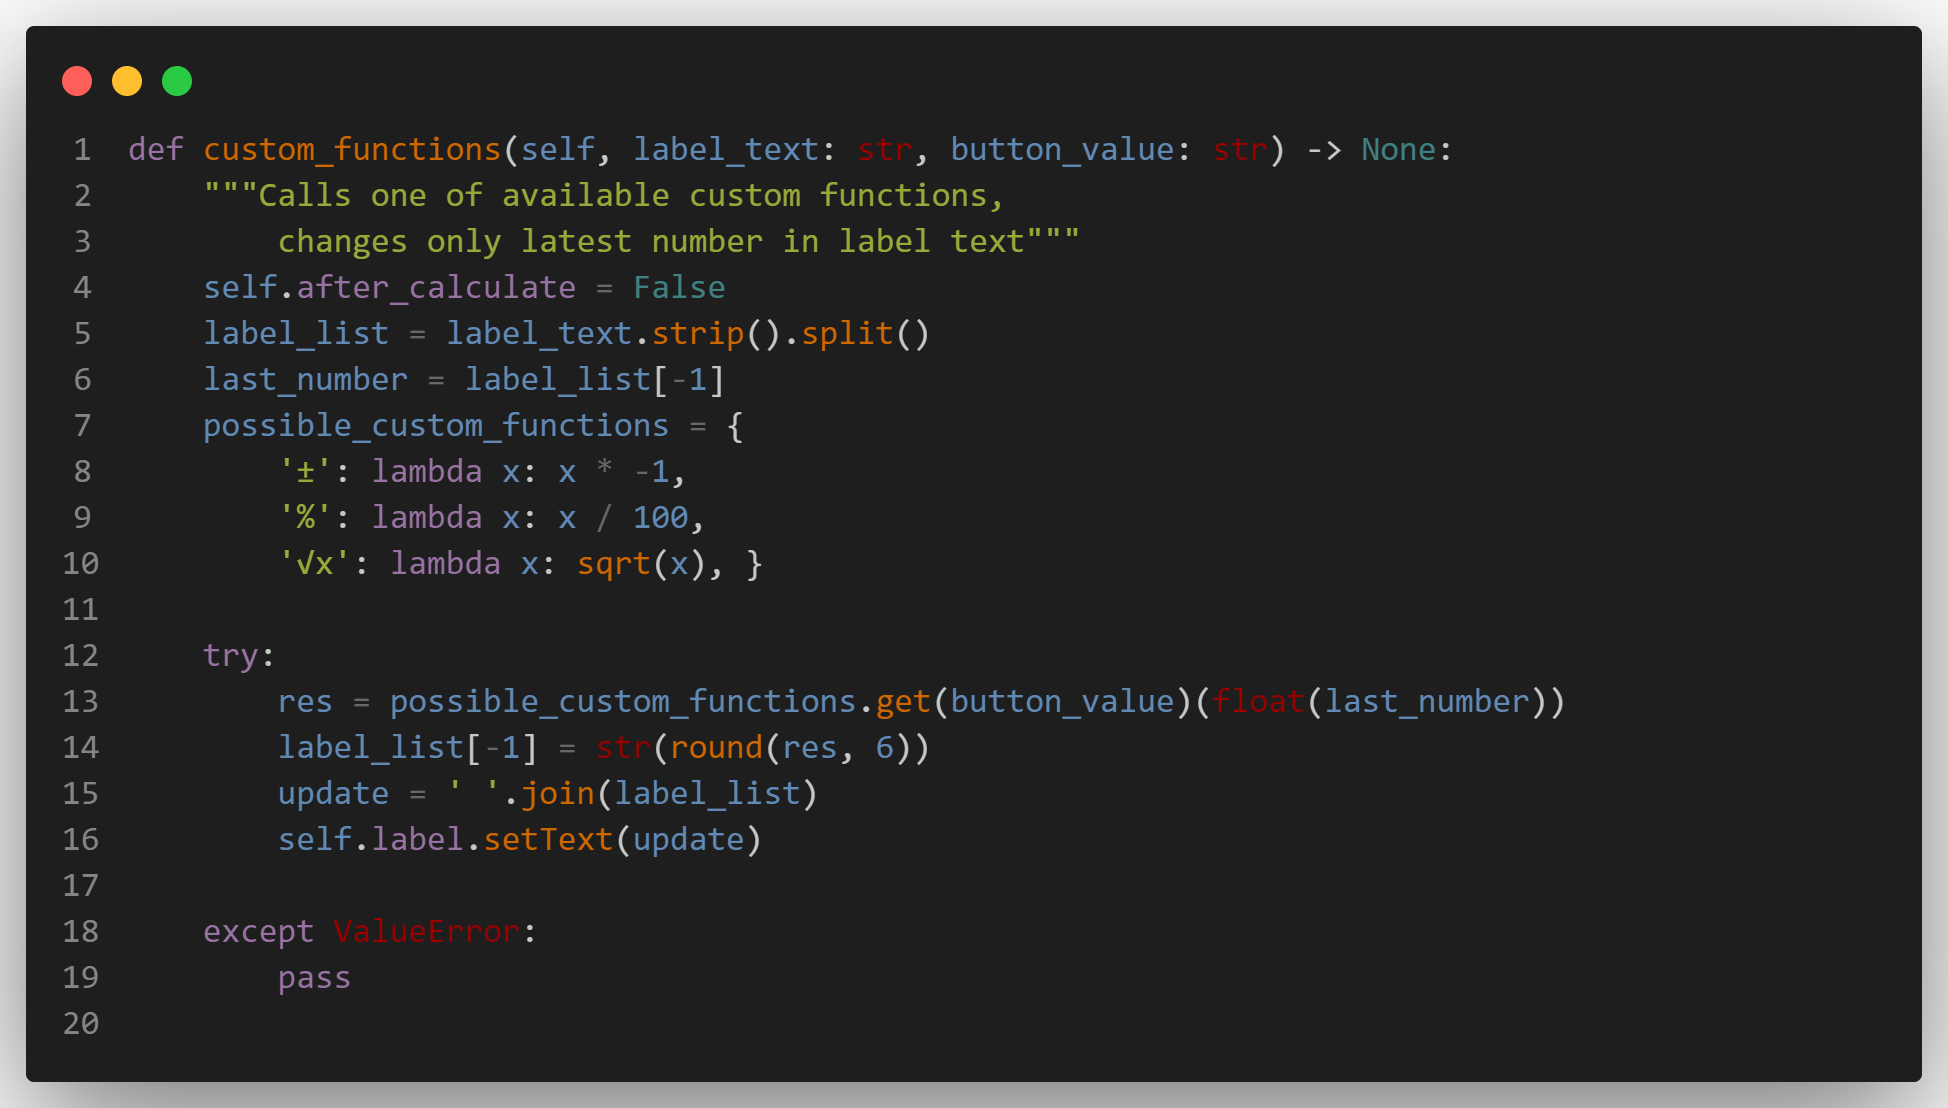 1 def custom_functions(self, label_text: str, button_value: str) -> None:
2     """Calls one of available custom functions,
3         changes only latest number in label text"""
4     self.after_calculate = False
5     label_list = label_text.strip().split()
6     last_number = label_list[-1]
7     possible_custom_functions = {
8         '±': lambda x: x * -1,
9         '%': lambda x: x / 100,
10         '√x': lambda x: sqrt(x), }
11
12     try:
13         res = possible_custom_functions.get(button_value)(float(last_number))
14         label_list[-1] = str(round(res, 6))
15         update = ' '.join(label_list)
16         self.label.setText(update)
17
18     except ValueError:
19         pass
20